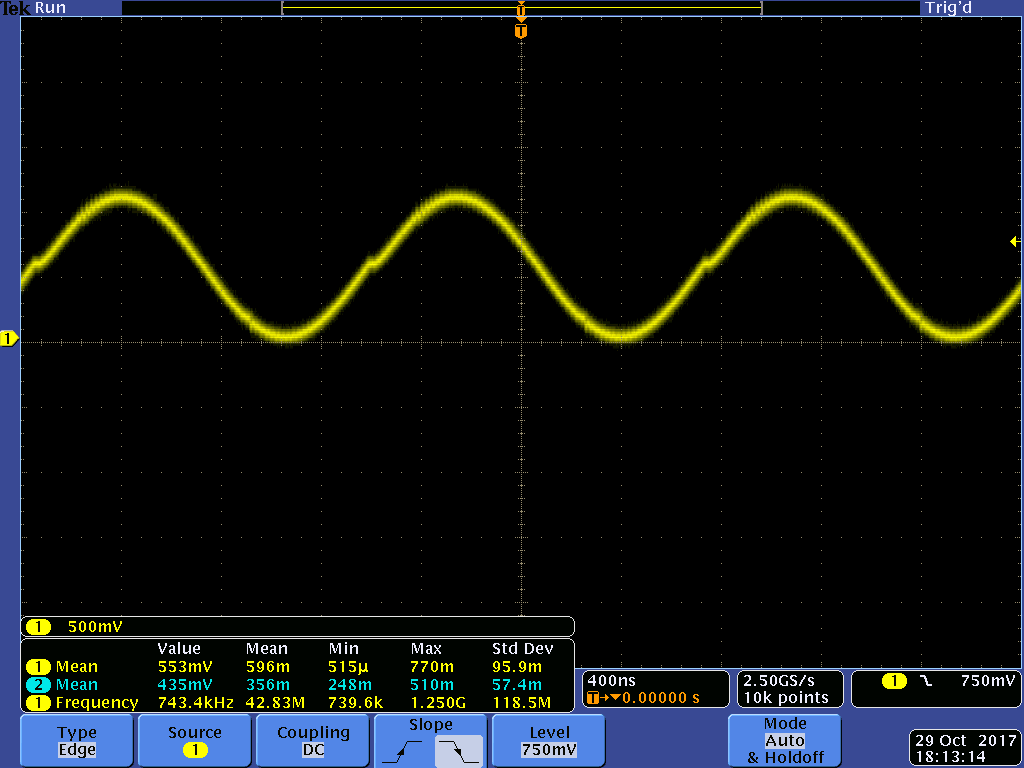 Tek Run Trig'd
T
T
1
1 500mV
Value Mean Min Max Std Dev
1 Mean 553mV 596m 515µ 770m 95.9m
2 Mean 435mV 356m 248m 510m 57.4m
1 Frequency 743.4kHz 42.83M 739.6k 1.250G 118.5M
400ns
T→▼0.00000 s
2.50GS/s
10k points
1 750mV
Type
Edge
Source
1
Coupling
DC
Slope
Level
750mV
Mode
Auto
& Holdoff
29 Oct 2017
18:13:14